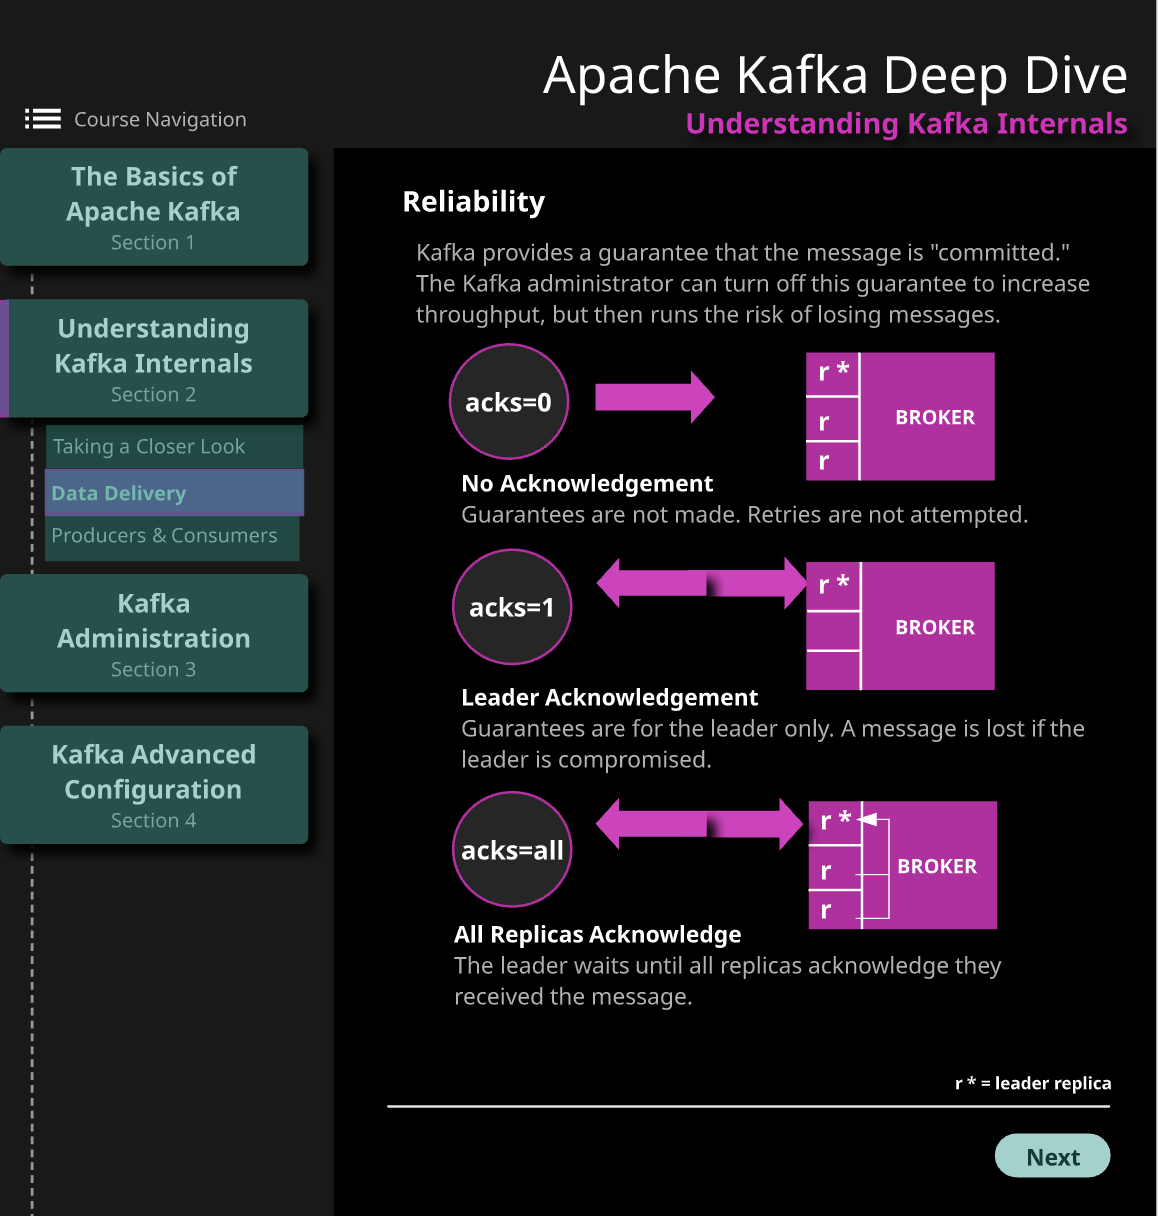 Apache Kafka Deep Dive
Understanding Kafka Internals
Course Navigation
The Basics of
Apache Kafka
Section 1
Understanding
Kafka Internals
Section 2
Taking a Closer Look
Data Delivery
Producers & Consumers
Kafka
Administration
Section 3
Kafka Advanced
Configuration
Section 4
Reliability
Kafka provides a guarantee that the message is "committed."
The Kafka administrator can turn off this guarantee to increase
throughput, but then runs the risk of losing messages.
acks=0
r *
r
r
BROKER
No Acknowledgement
Guarantees are not made. Retries are not attempted.
acks=1
r *
BROKER
Leader Acknowledgement
Guarantees are for the leader only. A message is lost if the
leader is compromised.
acks=all
r *
r
r
BROKER
All Replicas Acknowledge
The leader waits until all replicas acknowledge they
received the message.
r * = leader replica
Next